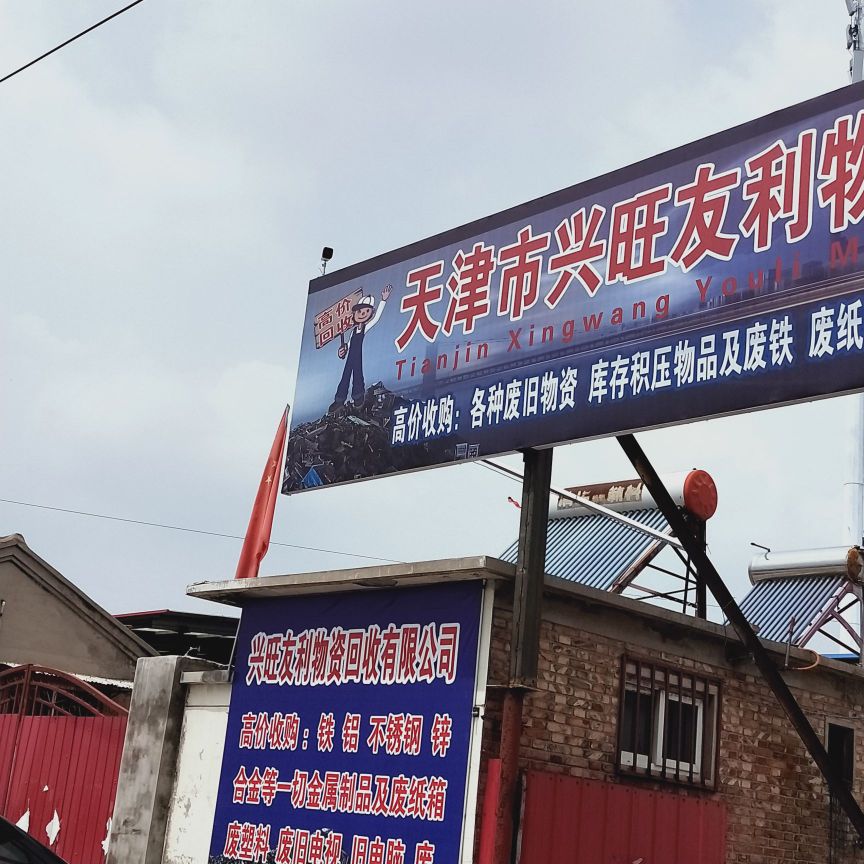 天津市兴旺友利物
Tianjin Xingwang Youli M
高价回收
高价收购：各种废旧物资 库存积压物品及废铁 废纸
兴旺友利物资回收有限公司
高价收购：铁 铝 不锈钢 锌
合金等一切金属制品及废纸箱
废塑料 废旧电视 旧电脑 废